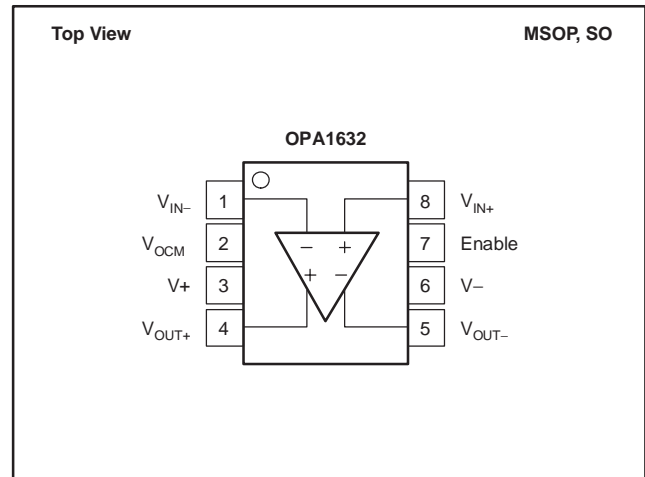 Top View MSOP, SO
OPA1632
V_IN− 1 8 V_IN+
V_OCM 2 7 Enable
V+ 3 6 V−
V_OUT+ 4 5 V_OUT−
− +
+ −